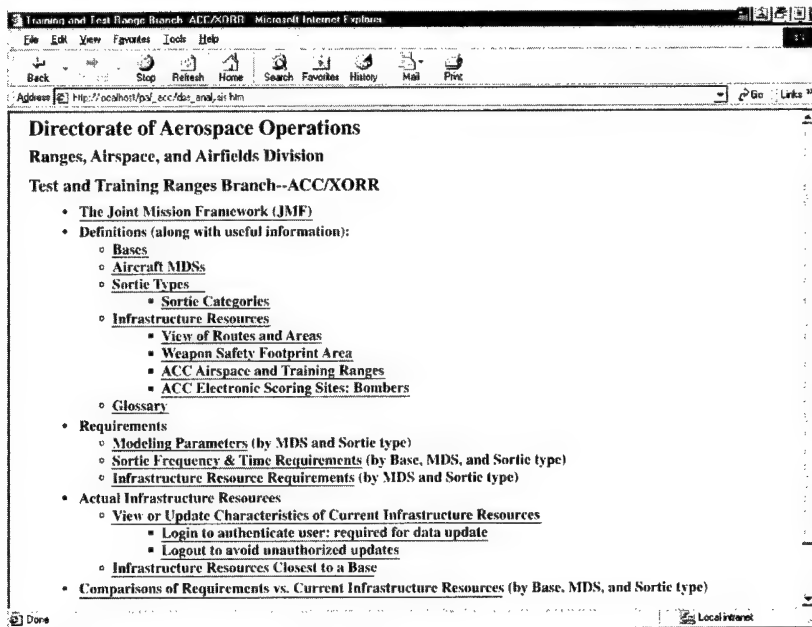 Training and Test Range Branch ACC/XORR Microsoft Internet Explorer
File Edit View Favorites Tools Help
Back Stop Refresh Home Search Favorites History Mail Print
Address Go Links »
Directorate of Aerospace Operations
Ranges, Airspace, and Airfields Division
Test and Training Ranges Branch--ACC/XORR
• The Joint Mission Framework (JMF)
• Definitions (along with useful information):
◦ Bases
◦ Aircraft MDSs
◦ Sortie Types
▪ Sortie Categories
◦ Infrastructure Resources
▪ View of Routes and Areas
▪ Weapon Safety Footprint Area
▪ ACC Airspace and Training Ranges
▪ ACC Electronic Scoring Sites: Bombers
◦ Glossary
• Requirements
◦ Modeling Parameters (by MDS and Sortie type)
◦ Sortie Frequency & Time Requirements (by Base, MDS, and Sortie type)
◦ Infrastructure Resource Requirements (by MDS and Sortie type)
• Actual Infrastructure Resources
◦ View or Update Characteristics of Current Infrastructure Resources
▪ Login to authenticate user: required for data update
▪ Logout to avoid unauthorized updates
◦ Infrastructure Resources Closest to a Base
• Comparisons of Requirements vs. Current Infrastructure Resources (by Base, MDS, and Sortie type)
Done Local intranet